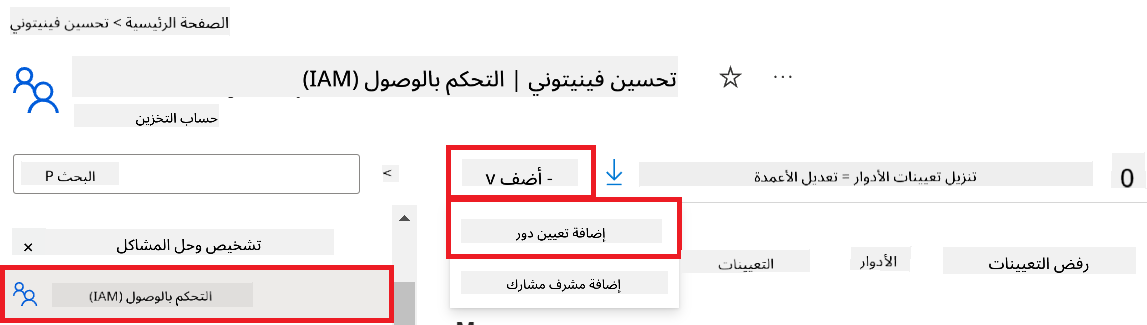 الصفحة الرئيسية > تحسين فينيتوني
تحسين فينيتوني | التحكم بالوصول (IAM)
حساب التخزين
البحث P
>
- أضف v
تنزيل تعيينات الأدوار = تعديل الأعمدة
0
إضافة تعيين دور
إضافة مشرف مشارك
× تشخيص وحل المشاكل
التحكم بالوصول (IAM)
التعيينات
الأدوار
رفض التعيينات